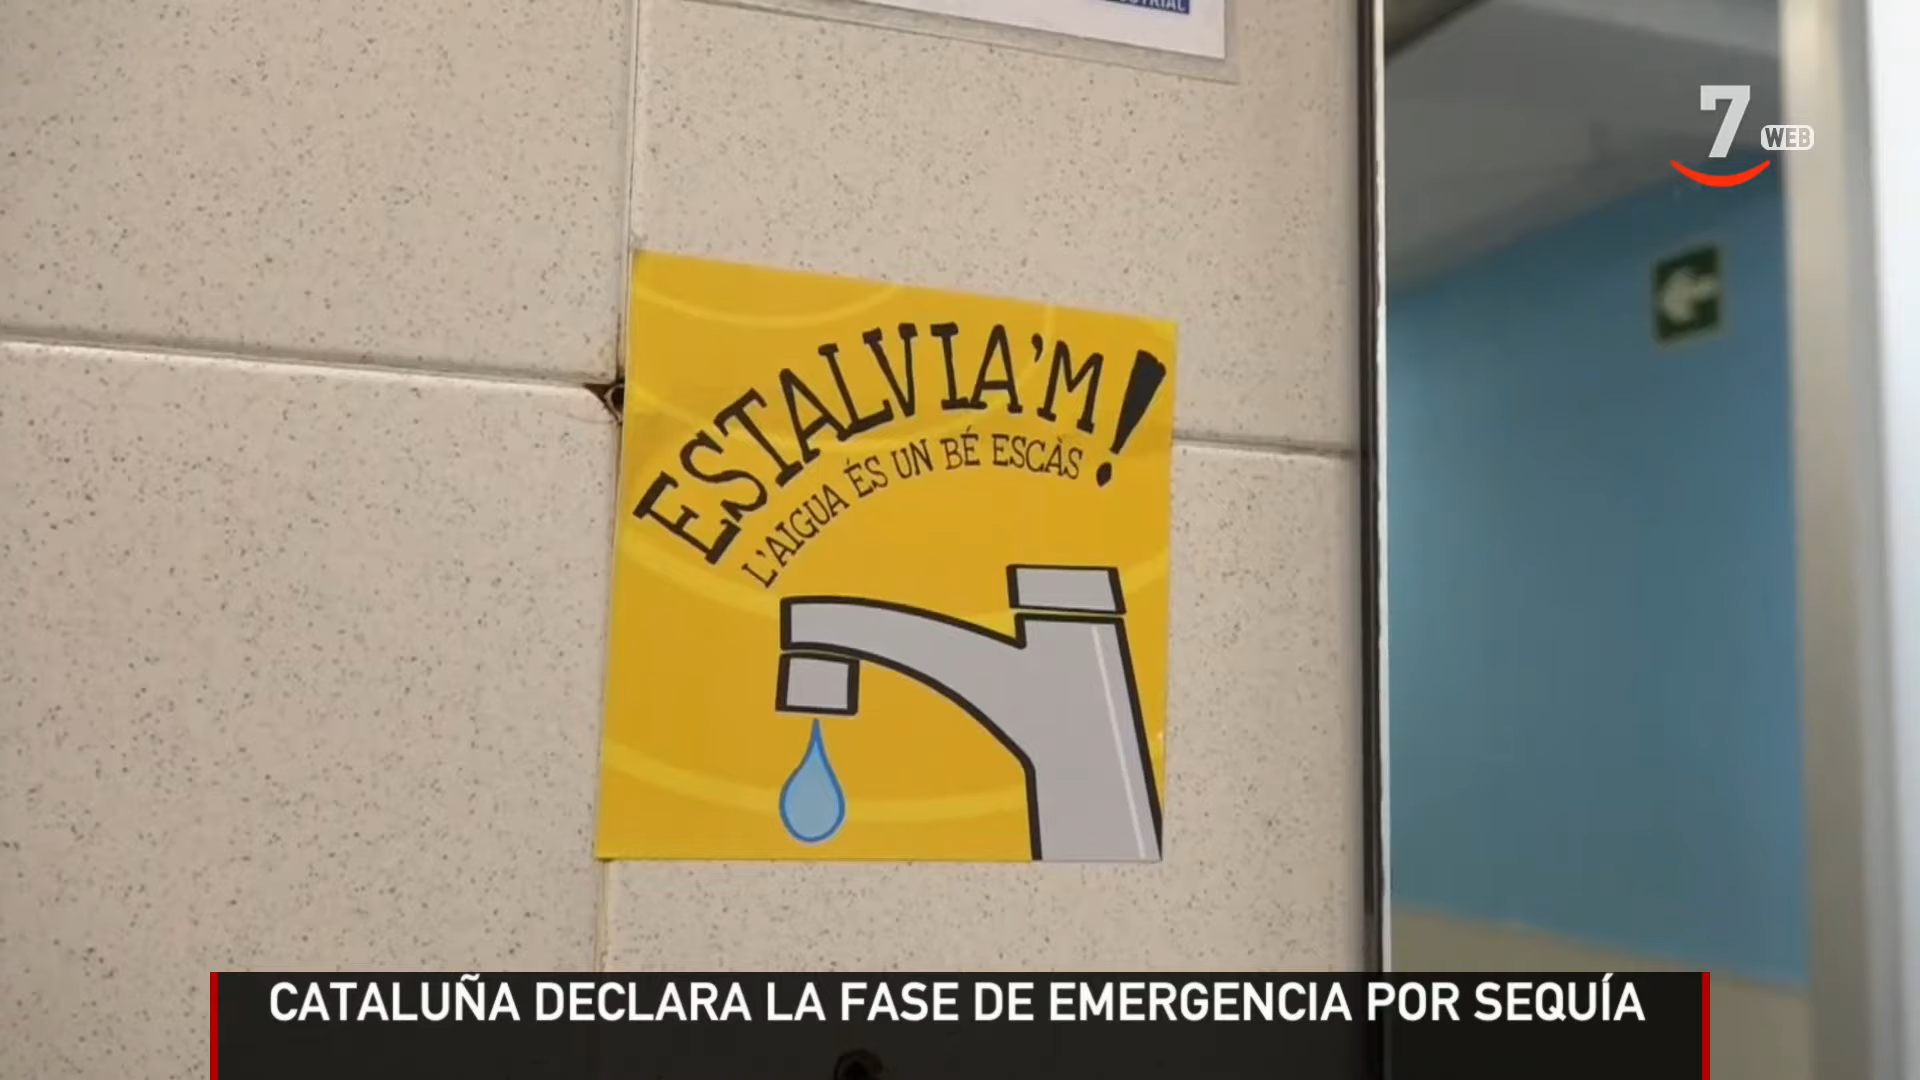 7
WEB
ESTALVIA'M!
L'AIGUA ÉS UN BÉ ESCÀS
CATALUÑA DECLARA LA FASE DE EMERGENCIA POR SEQUÍA